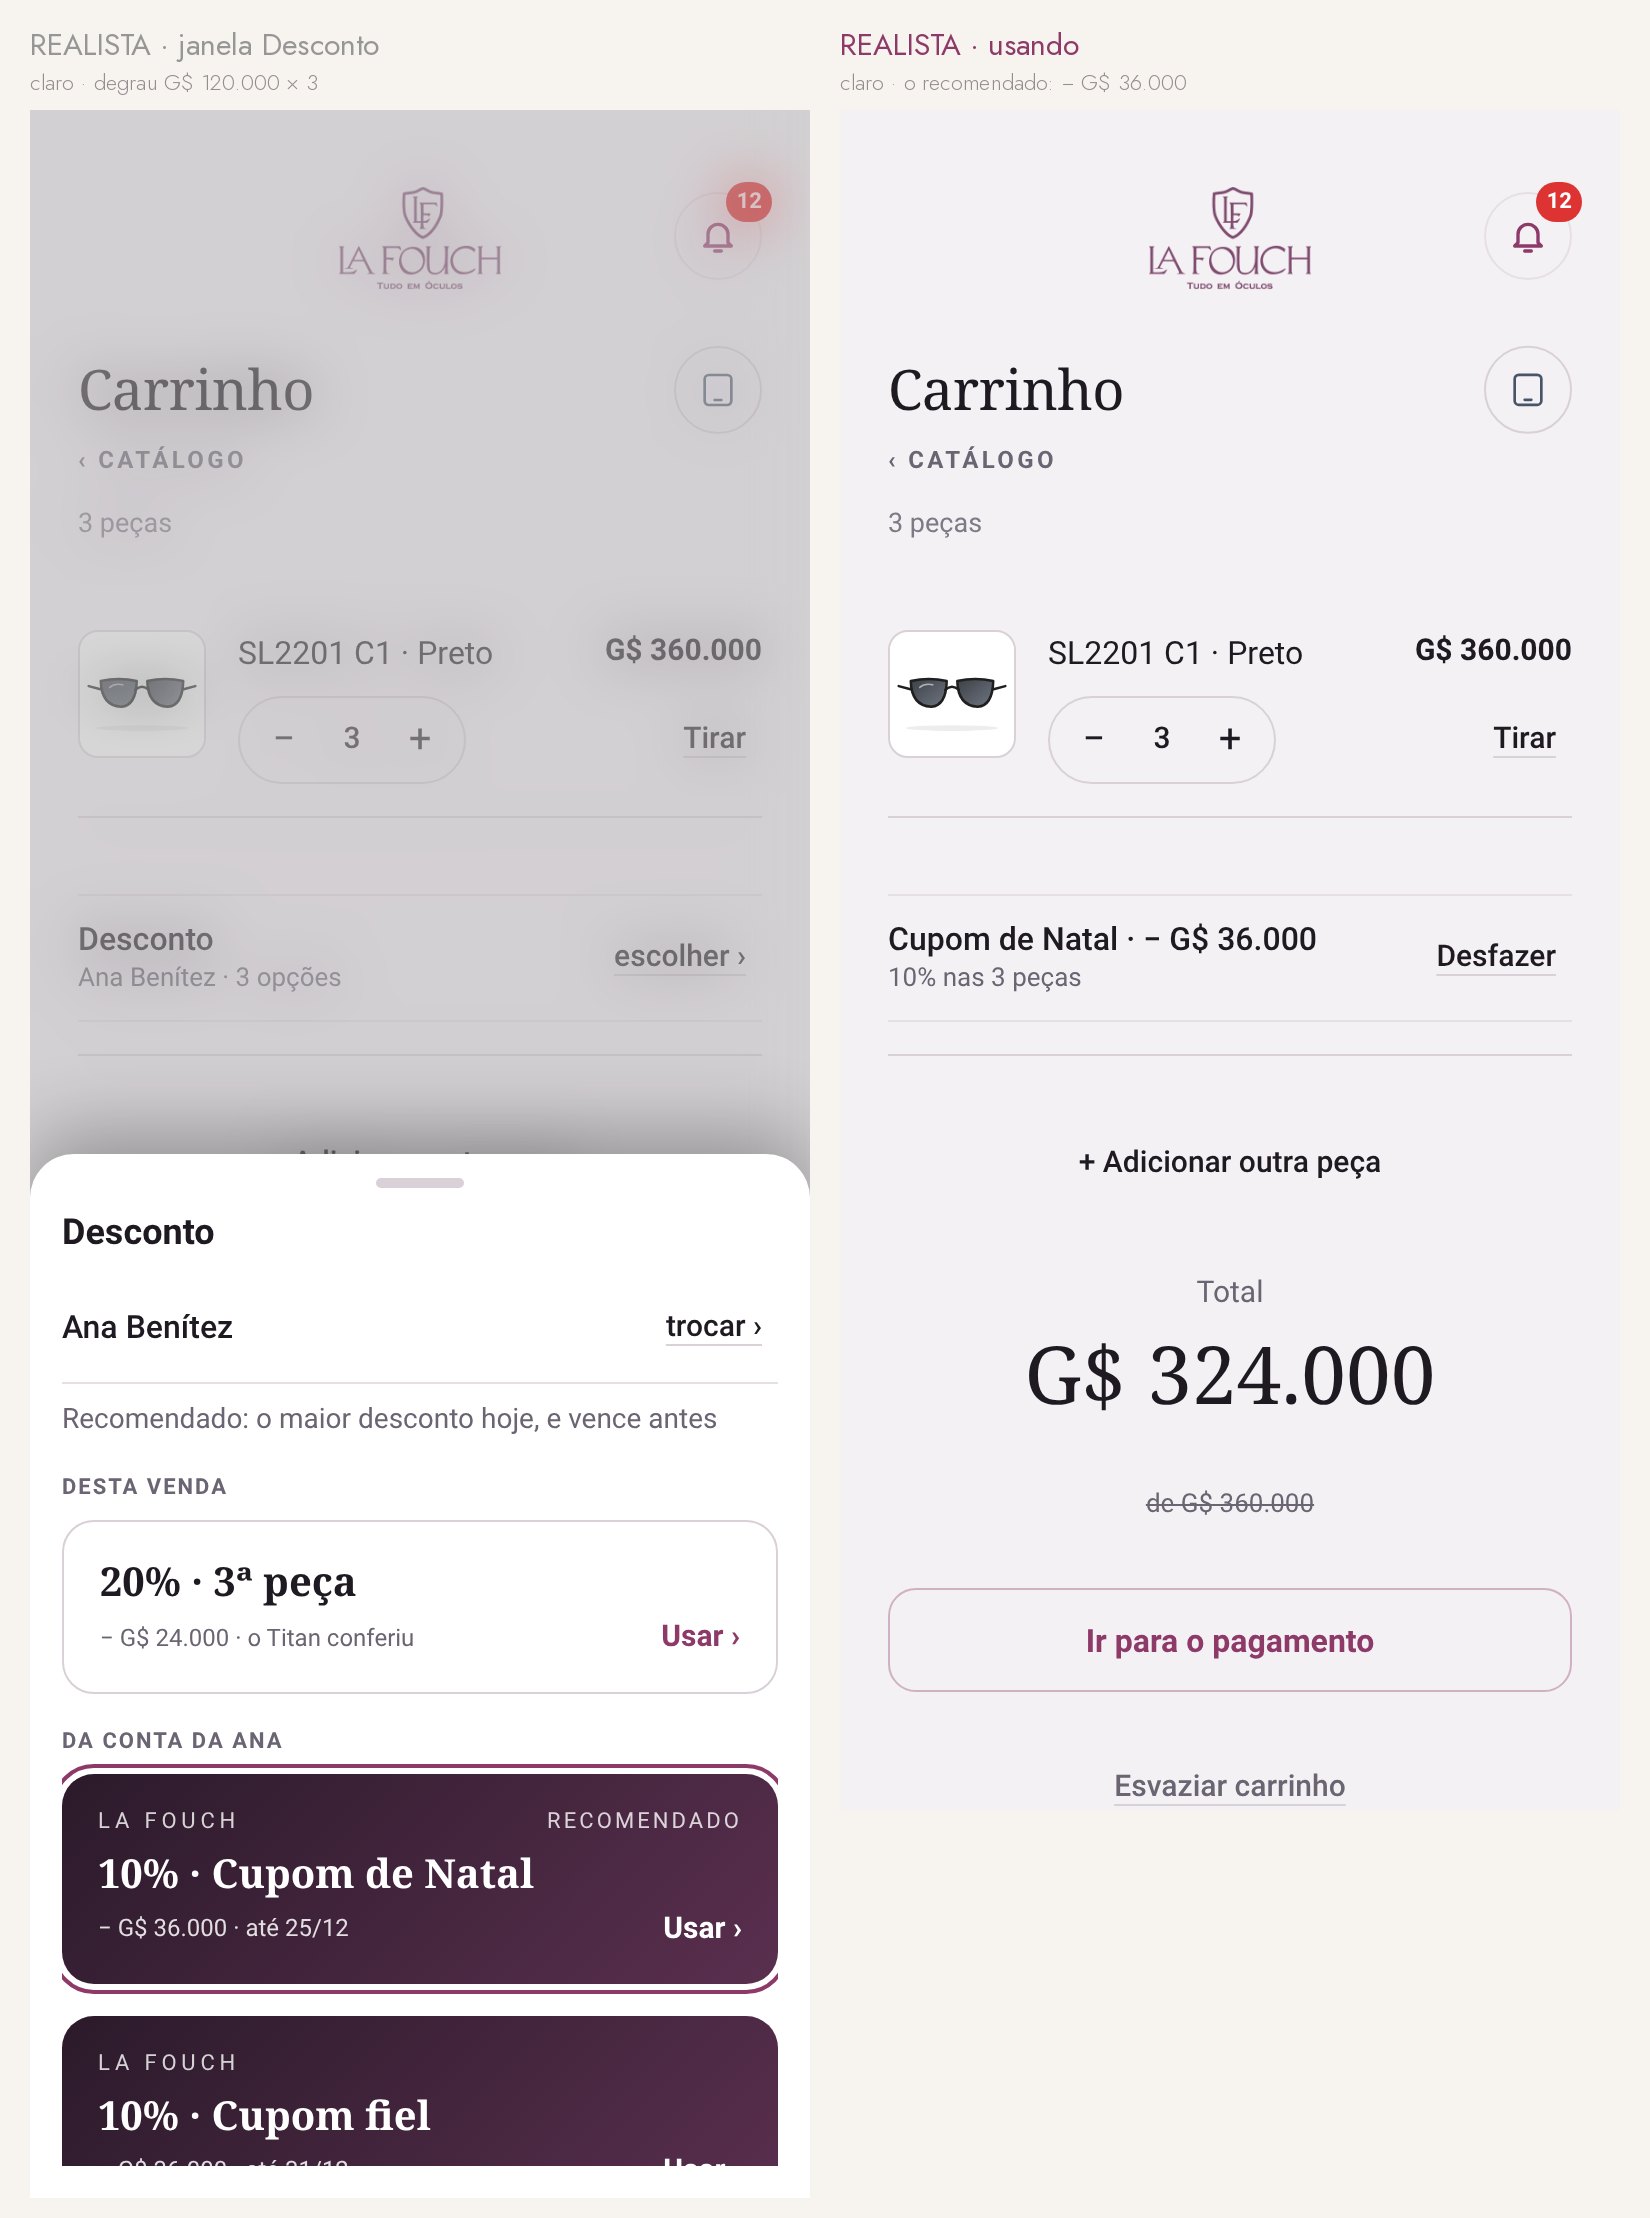 REALISTA · janela Desconto
claro · degrau G$ 120.000 × 3
LF
LA FOUCH
TUDO EM ÓCULOS
12
Carrinho
‹ CATÁLOGO
3 peças
SL2201 C1 · Preto
G$ 360.000
− 3 +
Tirar
Desconto
Ana Benítez · 3 opções
escolher ›
Desconto
Ana Benítez
trocar ›
Recomendado: o maior desconto hoje, e vence antes
DESTA VENDA
20% · 3ª peça
− G$ 24.000 · o Titan conferiu
Usar ›
DA CONTA DA ANA
LA FOUCH
RECOMENDADO
10% · Cupom de Natal
− G$ 36.000 · até 25/12
Usar ›
LA FOUCH
10% · Cupom fiel
REALISTA · usando
claro · o recomendado: − G$ 36.000
LF
LA FOUCH
TUDO EM ÓCULOS
12
Carrinho
‹ CATÁLOGO
3 peças
SL2201 C1 · Preto
G$ 360.000
− 3 +
Tirar
Cupom de Natal · − G$ 36.000
10% nas 3 peças
Desfazer
+ Adicionar outra peça
Total
G$ 324.000
de G$ 360.000
Ir para o pagamento
Esvaziar carrinho